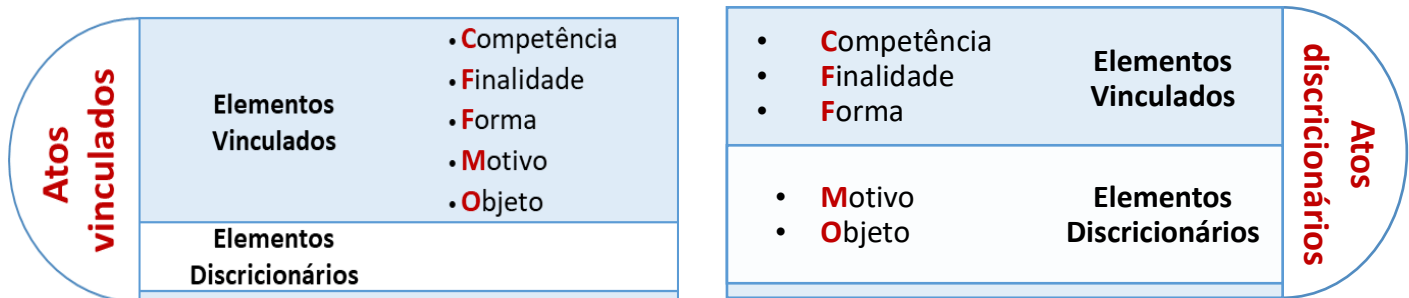 Atos
vinculados
Elementos
Vinculados
• Competência
• Finalidade
• Forma
• Motivo
• Objeto
Elementos
Discricionários
• Competência
• Finalidade
• Forma
Elementos
Vinculados
• Motivo
• Objeto
Elementos
Discricionários
Atos
discricionários